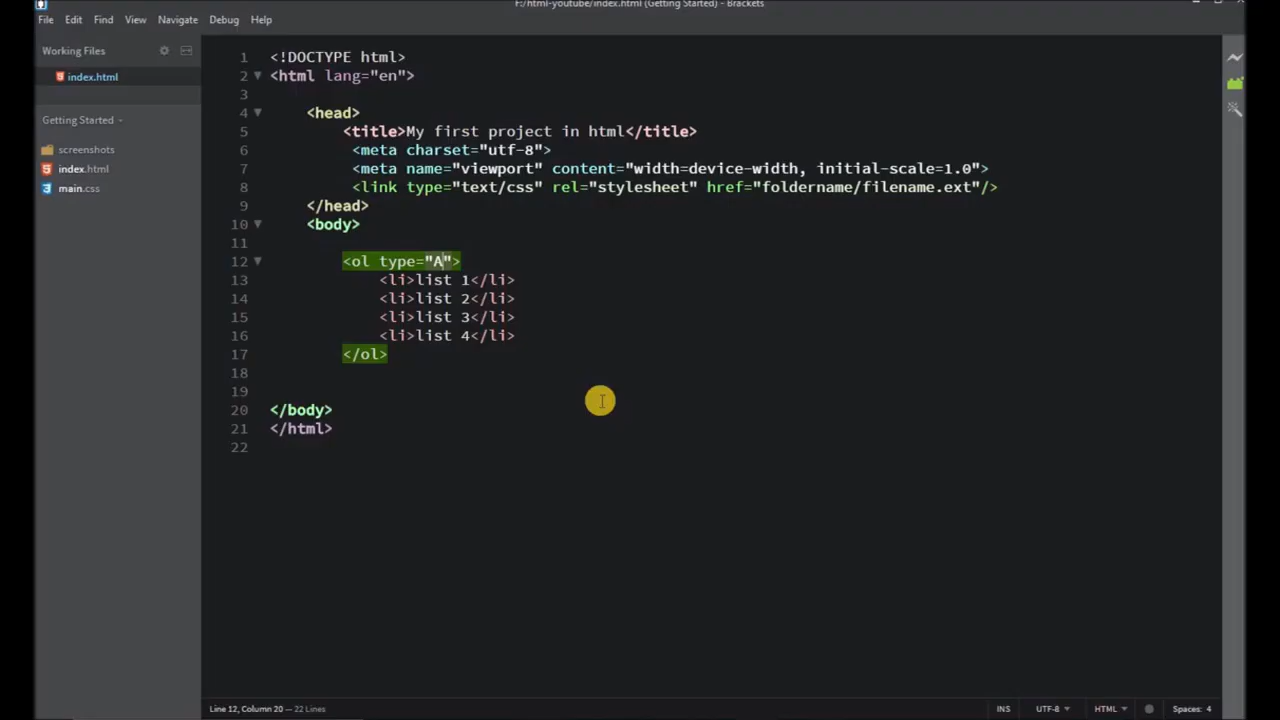 F:/html-youtube/index.html (Getting Started) - Brackets
File Edit Find View Navigate Debug Help
Working Files
index.html
Getting Started
screenshots
index.html
main.css
1 <!DOCTYPE html>
2 <html lang="en">
3
4 <head>
5 <title>My first project in html</title>
6 <meta charset="utf-8">
7 <meta name="viewport" content="width=device-width, initial-scale=1.0">
8 <link type="text/css" rel="stylesheet" href="foldername/filename.ext"/>
9 </head>
10 <body>
11
12 <ol type="A">
13 <li>list 1</li>
14 <li>list 2</li>
15 <li>list 3</li>
16 <li>list 4</li>
17 </ol>
18
19
20 </body>
21 </html>
22
Line 12, Column 20 — 22 Lines INS UTF-8 HTML Spaces: 4